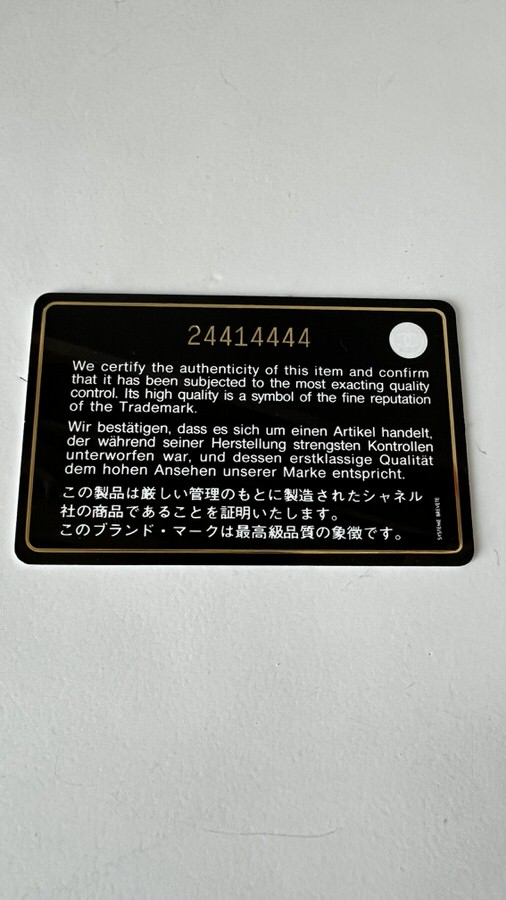 24414444
We certify the authenticity of this item and confirm
that it has been subjected to the most exacting quality
control. Its high quality is a symbol of the fine reputation
of the Trademark.
Wir bestätigen, dass es sich um einen Artikel handelt,
der während seiner Herstellung strengsten Kontrollen
unterworfen war, und dessen erstklassige Qualität
dem hohen Ansehen unserer Marke entspricht.
この製品は厳しい管理のもとに製造されたシャネル
社の商品であることを証明いたします。
このブランド・マークは最高級品質の象徴です。
SYSTEME BREVETE